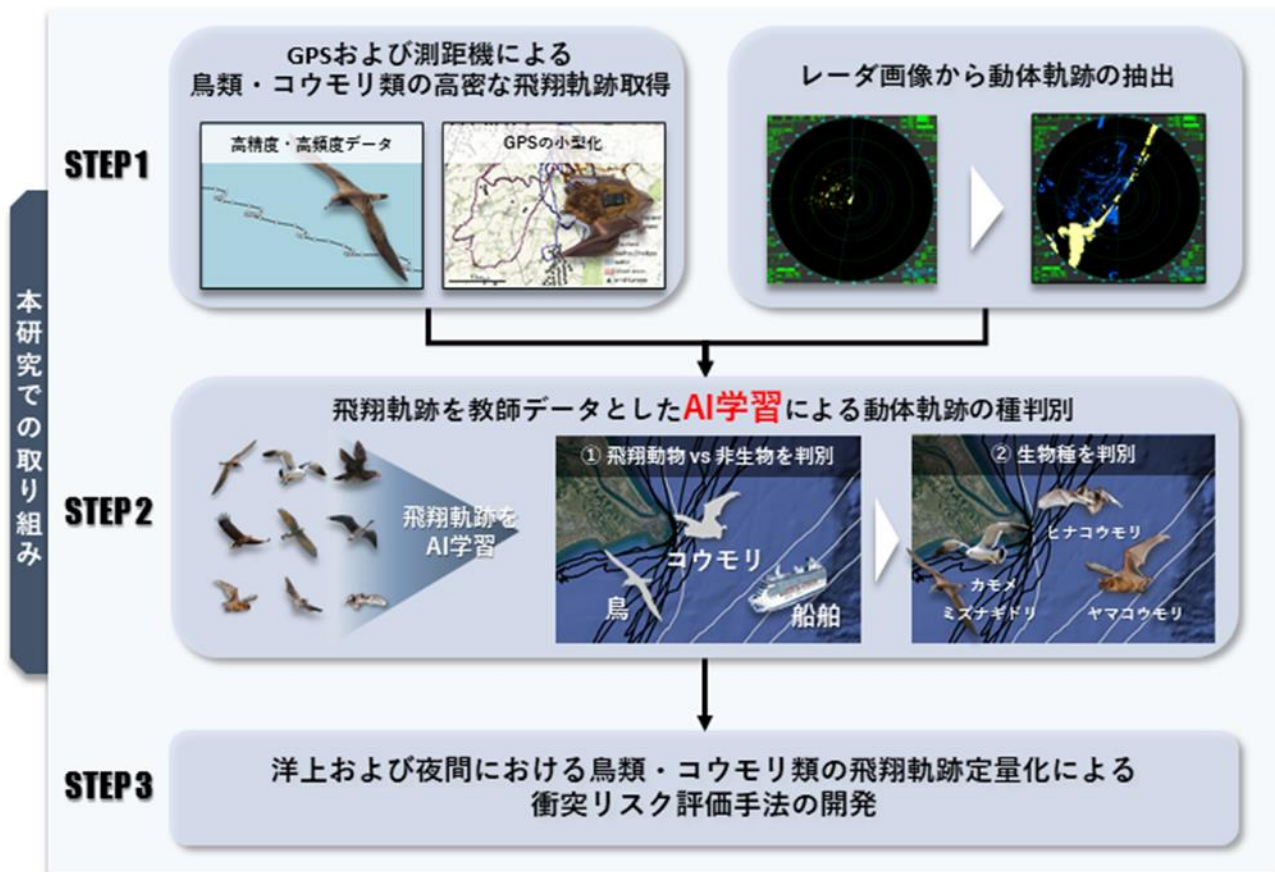 本研究での取り組み
STEP 1
GPSおよび測距機による
鳥類・コウモリ類の高密な飛翔軌跡取得
高精度・高頻度データ
GPSの小型化
レーダ画像から動体軌跡の抽出
STEP 2
飛翔軌跡を教師データとしたAI学習による動体軌跡の種判別
飛翔軌跡を
AI学習
① 飛翔動物 vs 非生物を判別
コウモリ
鳥
船舶
② 生物種を判別
ヒナコウモリ
カモメ
ミズナギドリ
ヤマコウモリ
STEP 3
洋上および夜間における鳥類・コウモリ類の飛翔軌跡定量化による
衝突リスク評価手法の開発